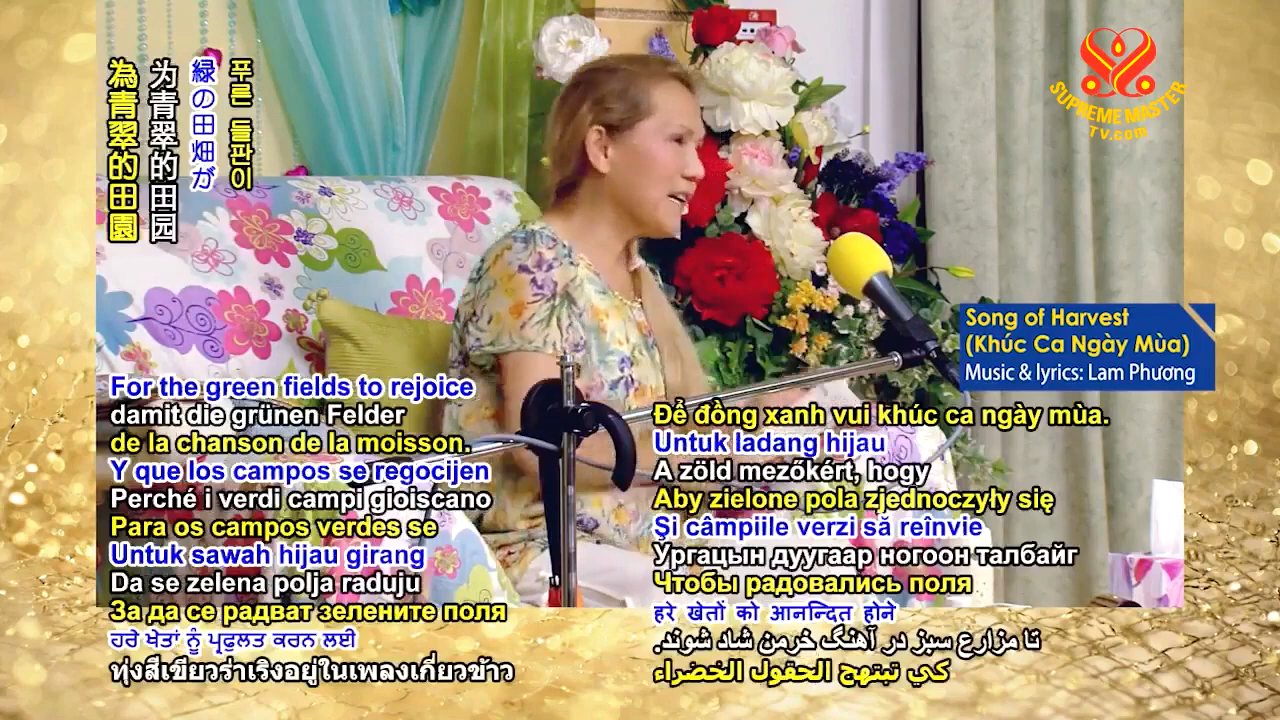 為青翠的田園
为青翠的田园
緑の田畑が
푸른 들판이
SUPREME MASTER
TV.com
Song of Harvest
(Khúc Ca Ngày Mùa)
Music & lyrics: Lam Phương
For the green fields to rejoice
damit die grünen Felder
de la chanson de la moisson.
Y que los campos se regocijen
Perché i verdi campi gioiscano
Para os campos verdes se
Untuk sawah hijau girang
Da se zelena polja raduju
За да се радват зелените поля
ਹਰੇ ਖੇਤਾਂ ਨੂੰ ਪ੍ਰਫੁਲਤ ਕਰਨ ਲਈ
ทุ่งสีเขียวร่าเริงอยู่ในเพลงเกี่ยวข้าว
Để đồng xanh vui khúc ca ngày mùa.
Untuk ladang hijau
A zöld mezőkért, hogy
Aby zielone pola zjednoczyły się
Şi câmpiile verzi să reînvie
Ургацын дуугаар ногоон талбайг
Чтобы радовались поля
हरे खेतों को आनन्दित होने
تا مزارع سبز در آهنگ خرمن شاد شوند.
كي تبتهج الحقول الخضراء